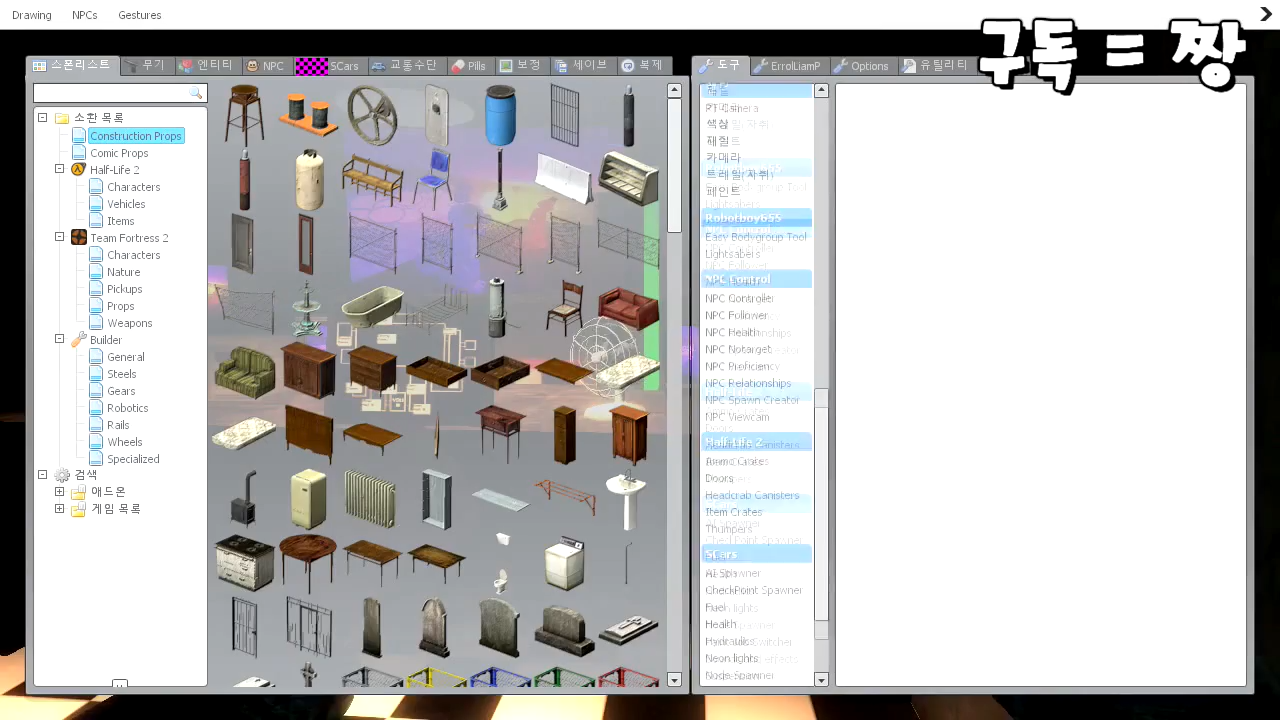 Drawing NPCs Gestures
구독 = 짱
스폰리스트 무기 엔티티 NPC SCars 교통수단 Pills 보정 세이브 복제
도구 ErrolLiamP Options 유틸리티
소환 목록
Construction Props
Comic Props
Half-Life 2
Characters
Vehicles
Items
Team Fortress 2
Characters
Nature
Pickups
Props
Weapons
Builder
General
Steels
Gears
Robotics
Rails
Wheels
Specialized
검색
애드온
게임 목록
색상
재질
카메라
트레일(자취)
페인트
Robotboy655
Easy Bodygroup Tool
Lightsabers
NPC Control
NPC Controller
NPC Follower
NPC Health
NPC Notarget
NPC Proficiency
NPC Relationships
NPC Spawn Creator
NPC Viewcam
Half-Life 2
Doors
Headcrab Canisters
Item Crates
Thumpers
SCars
AI Spawner
CheckPoint Spawner
Fuel
Health
Hydraulics
Neon lights
Node Spawner